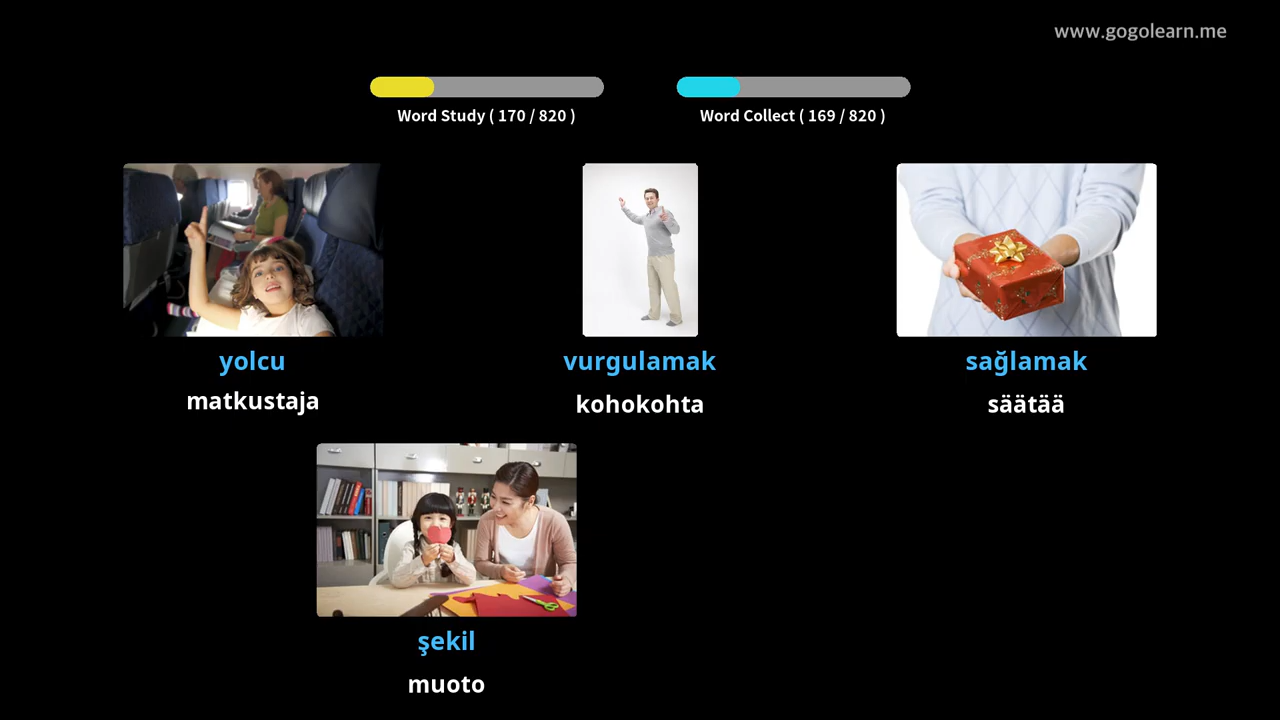 www.gogolearn.me
Word Study ( 170 / 820 )
Word Collect ( 169 / 820 )
yolcu
matkustaja
vurgulamak
kohokohta
sağlamak
säätää
şekil
muoto